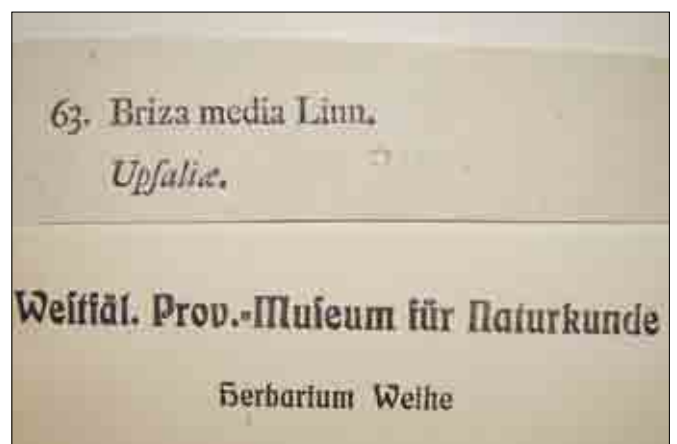 63. Briza media Linn.
Upſaliæ.
Weſtfäl. Prov.-Muſeum für Naturkunde
Herbarium Weihe